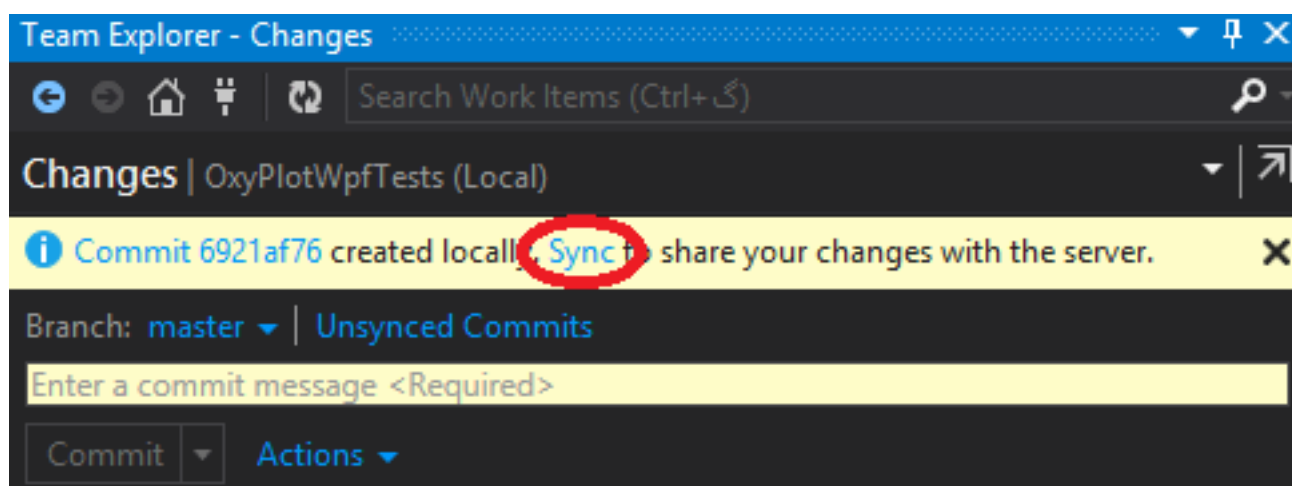 Team Explorer - Changes
Search Work Items (Ctrl+گ)
Changes | OxyPlotWpfTests (Local)
Commit 6921af76 created locally. Sync to share your changes with the server.
Branch: master | Unsynced Commits
Enter a commit message <Required>
Commit Actions